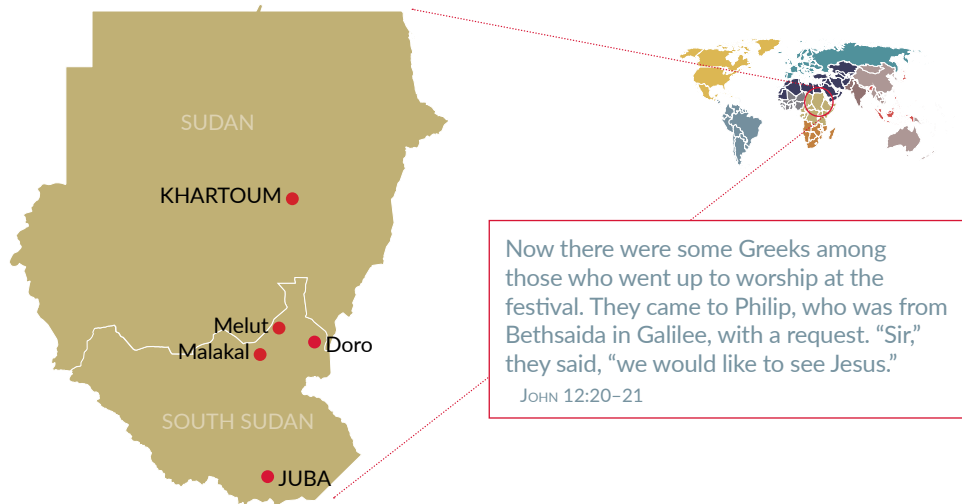 SUDAN
KHARTOUM
Melut
Doro
Malakal
SOUTH SUDAN
JUBA
Now there were some Greeks among
those who went up to worship at the
festival. They came to Philip, who was from
Bethsaida in Galilee, with a request. “Sir,”
they said, “we would like to see Jesus.”
John 12:20–21